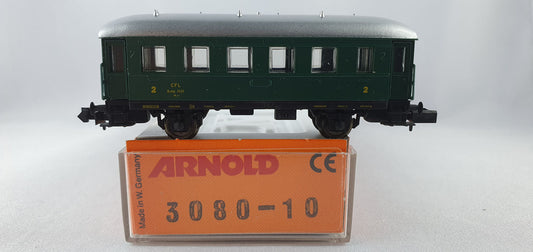 CFL
2
2
ARNOLD
CE
Made in W. Germany
3080-10